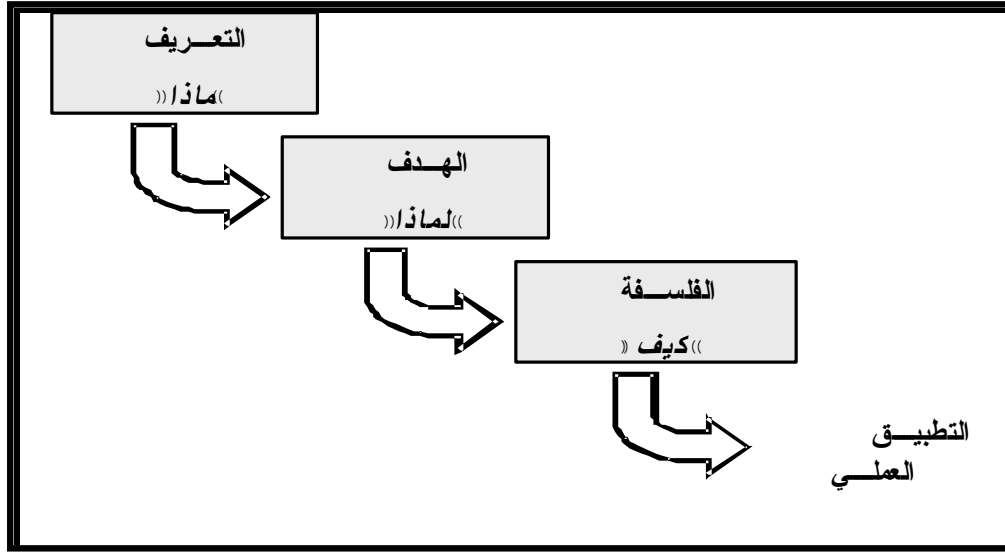 التعـــريف
((ماذا))
الهـــدف
((لماذا))
الفلســـفة
((كيف))
التطبيـــق
العملـــي